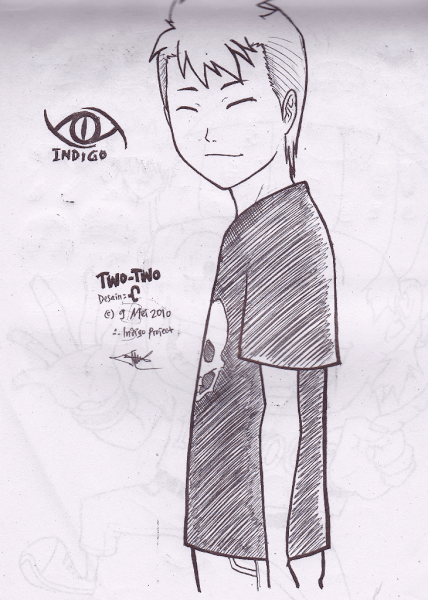 INDIGO
TWO-TWO
Desain =
(c) 9 Mei 2010
∴ Indigo Project